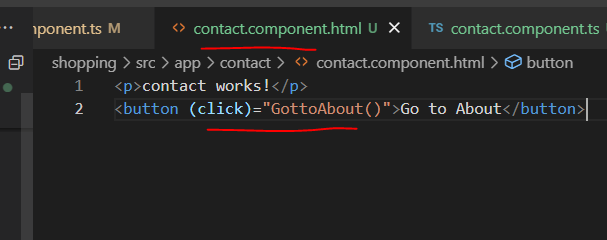 ponent.ts M
<> contact.component.html U
TS contact.component.ts U
shopping > src > app > contact > <> contact.component.html > button
1 <p>contact works!</p>
2 <button (click)="GottoAbout()">Go to About</button>